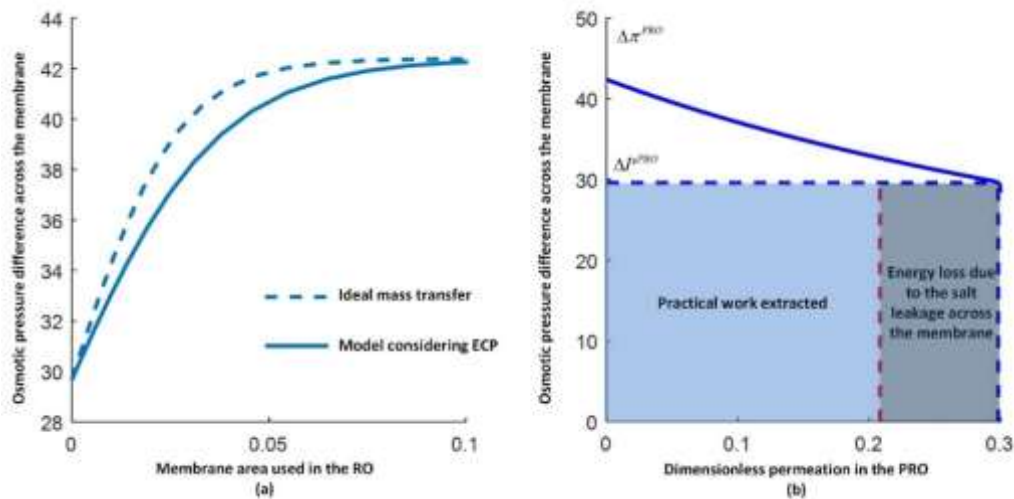 Osmotic pressure difference across the membrane
44
42
40
38
36
34
32
30
28
0
0.05
0.1
Ideal mass transfer
Model considering ECP
Membrane area used in the RO
(a)
Osmotic pressure difference across the membrane
50
40
30
20
10
0
0
0.1
0.2
0.3
Δπ^PRO
ΔP^PRO
Practical work extracted
Energy loss due
to the salt
leakage across
the membrane
Dimensionless permeation in the PRO
(b)